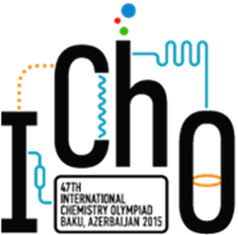 IChO
47TH
INTERNATIONAL
CHEMISTRY OLYMPIAD
BAKU, AZERBAIJAN 2015